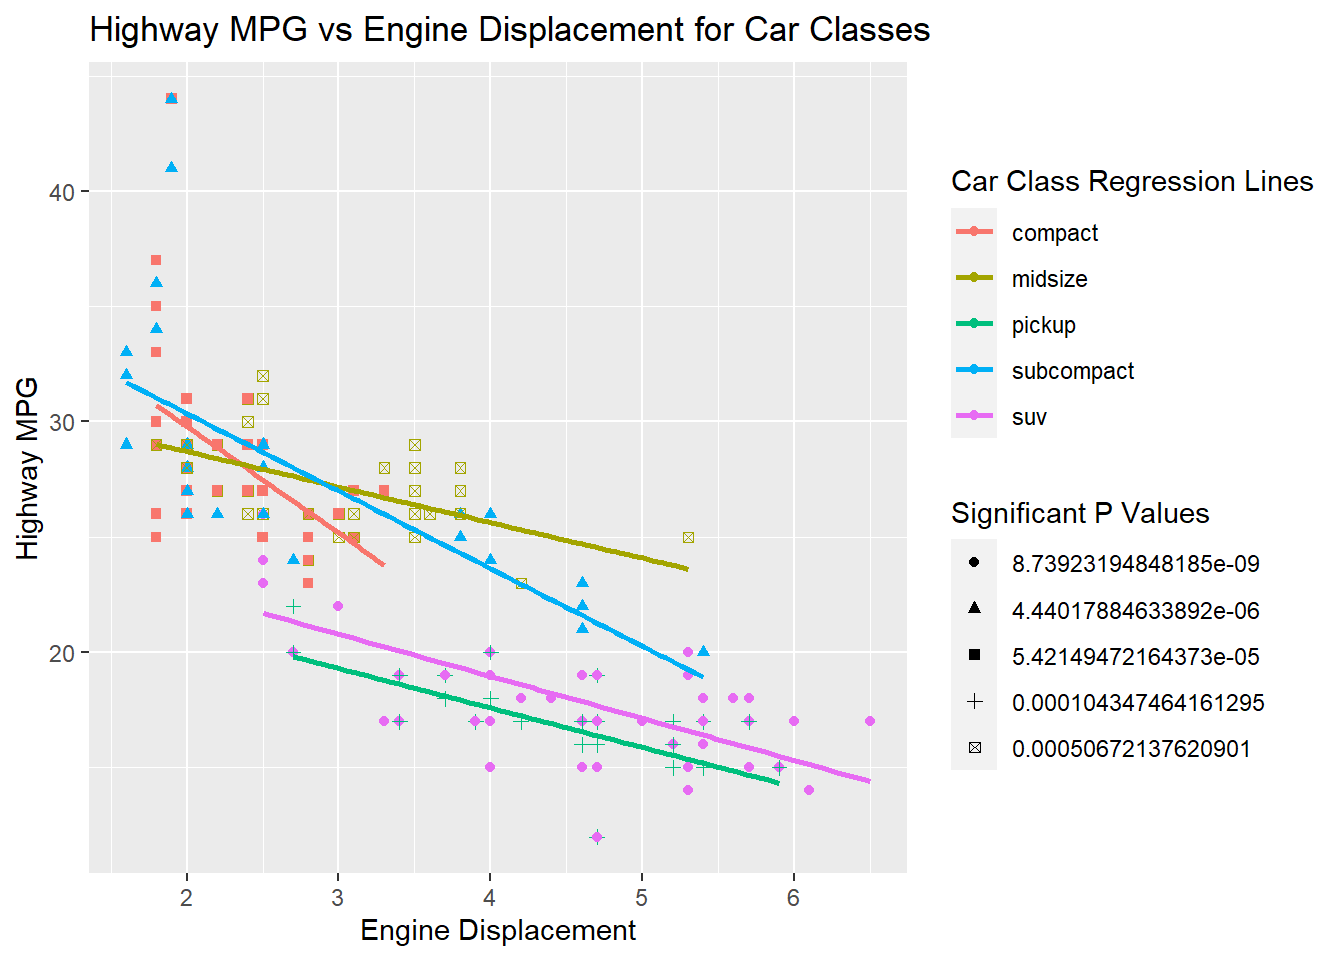 Highway MPG vs Engine Displacement for Car Classes
Highway MPG
40
30
20
2
3
4
5
6
Engine Displacement
Car Class Regression Lines
compact
midsize
pickup
subcompact
suv
Significant P Values
8.73923194848185e-09
4.44017884633892e-06
5.42149472164373e-05
0.000104347464161295
0.00050672137620901